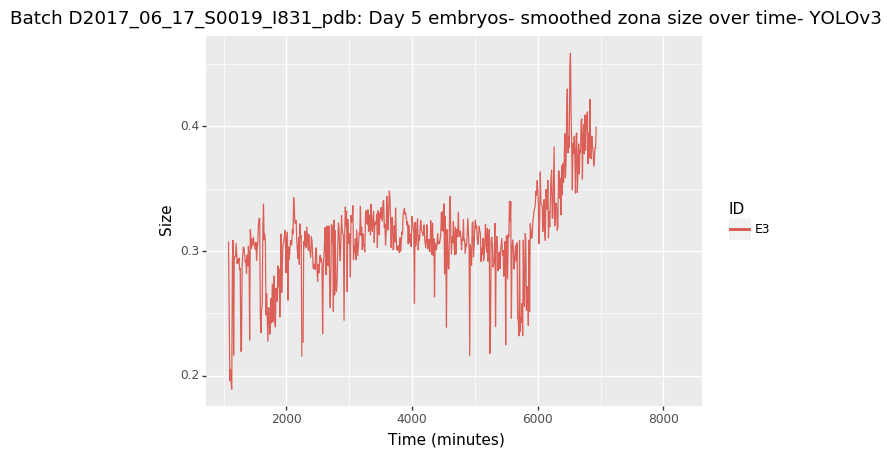 Batch D2017_06_17_S0019_I831_pdb: Day 5 embryos- smoothed zona size over time- YOLOv3
0.4
0.3
0.2
Size
2000
4000
6000
8000
Time (minutes)
ID
E3